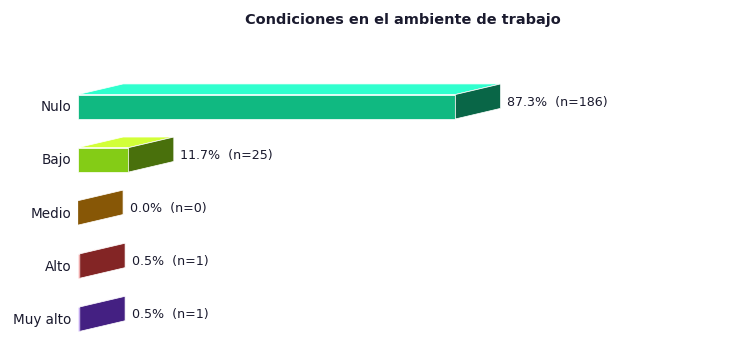 Condiciones en el ambiente de trabajo
Nulo 87.3% (n=186)
Bajo 11.7% (n=25)
Medio 0.0% (n=0)
Alto 0.5% (n=1)
Muy alto 0.5% (n=1)